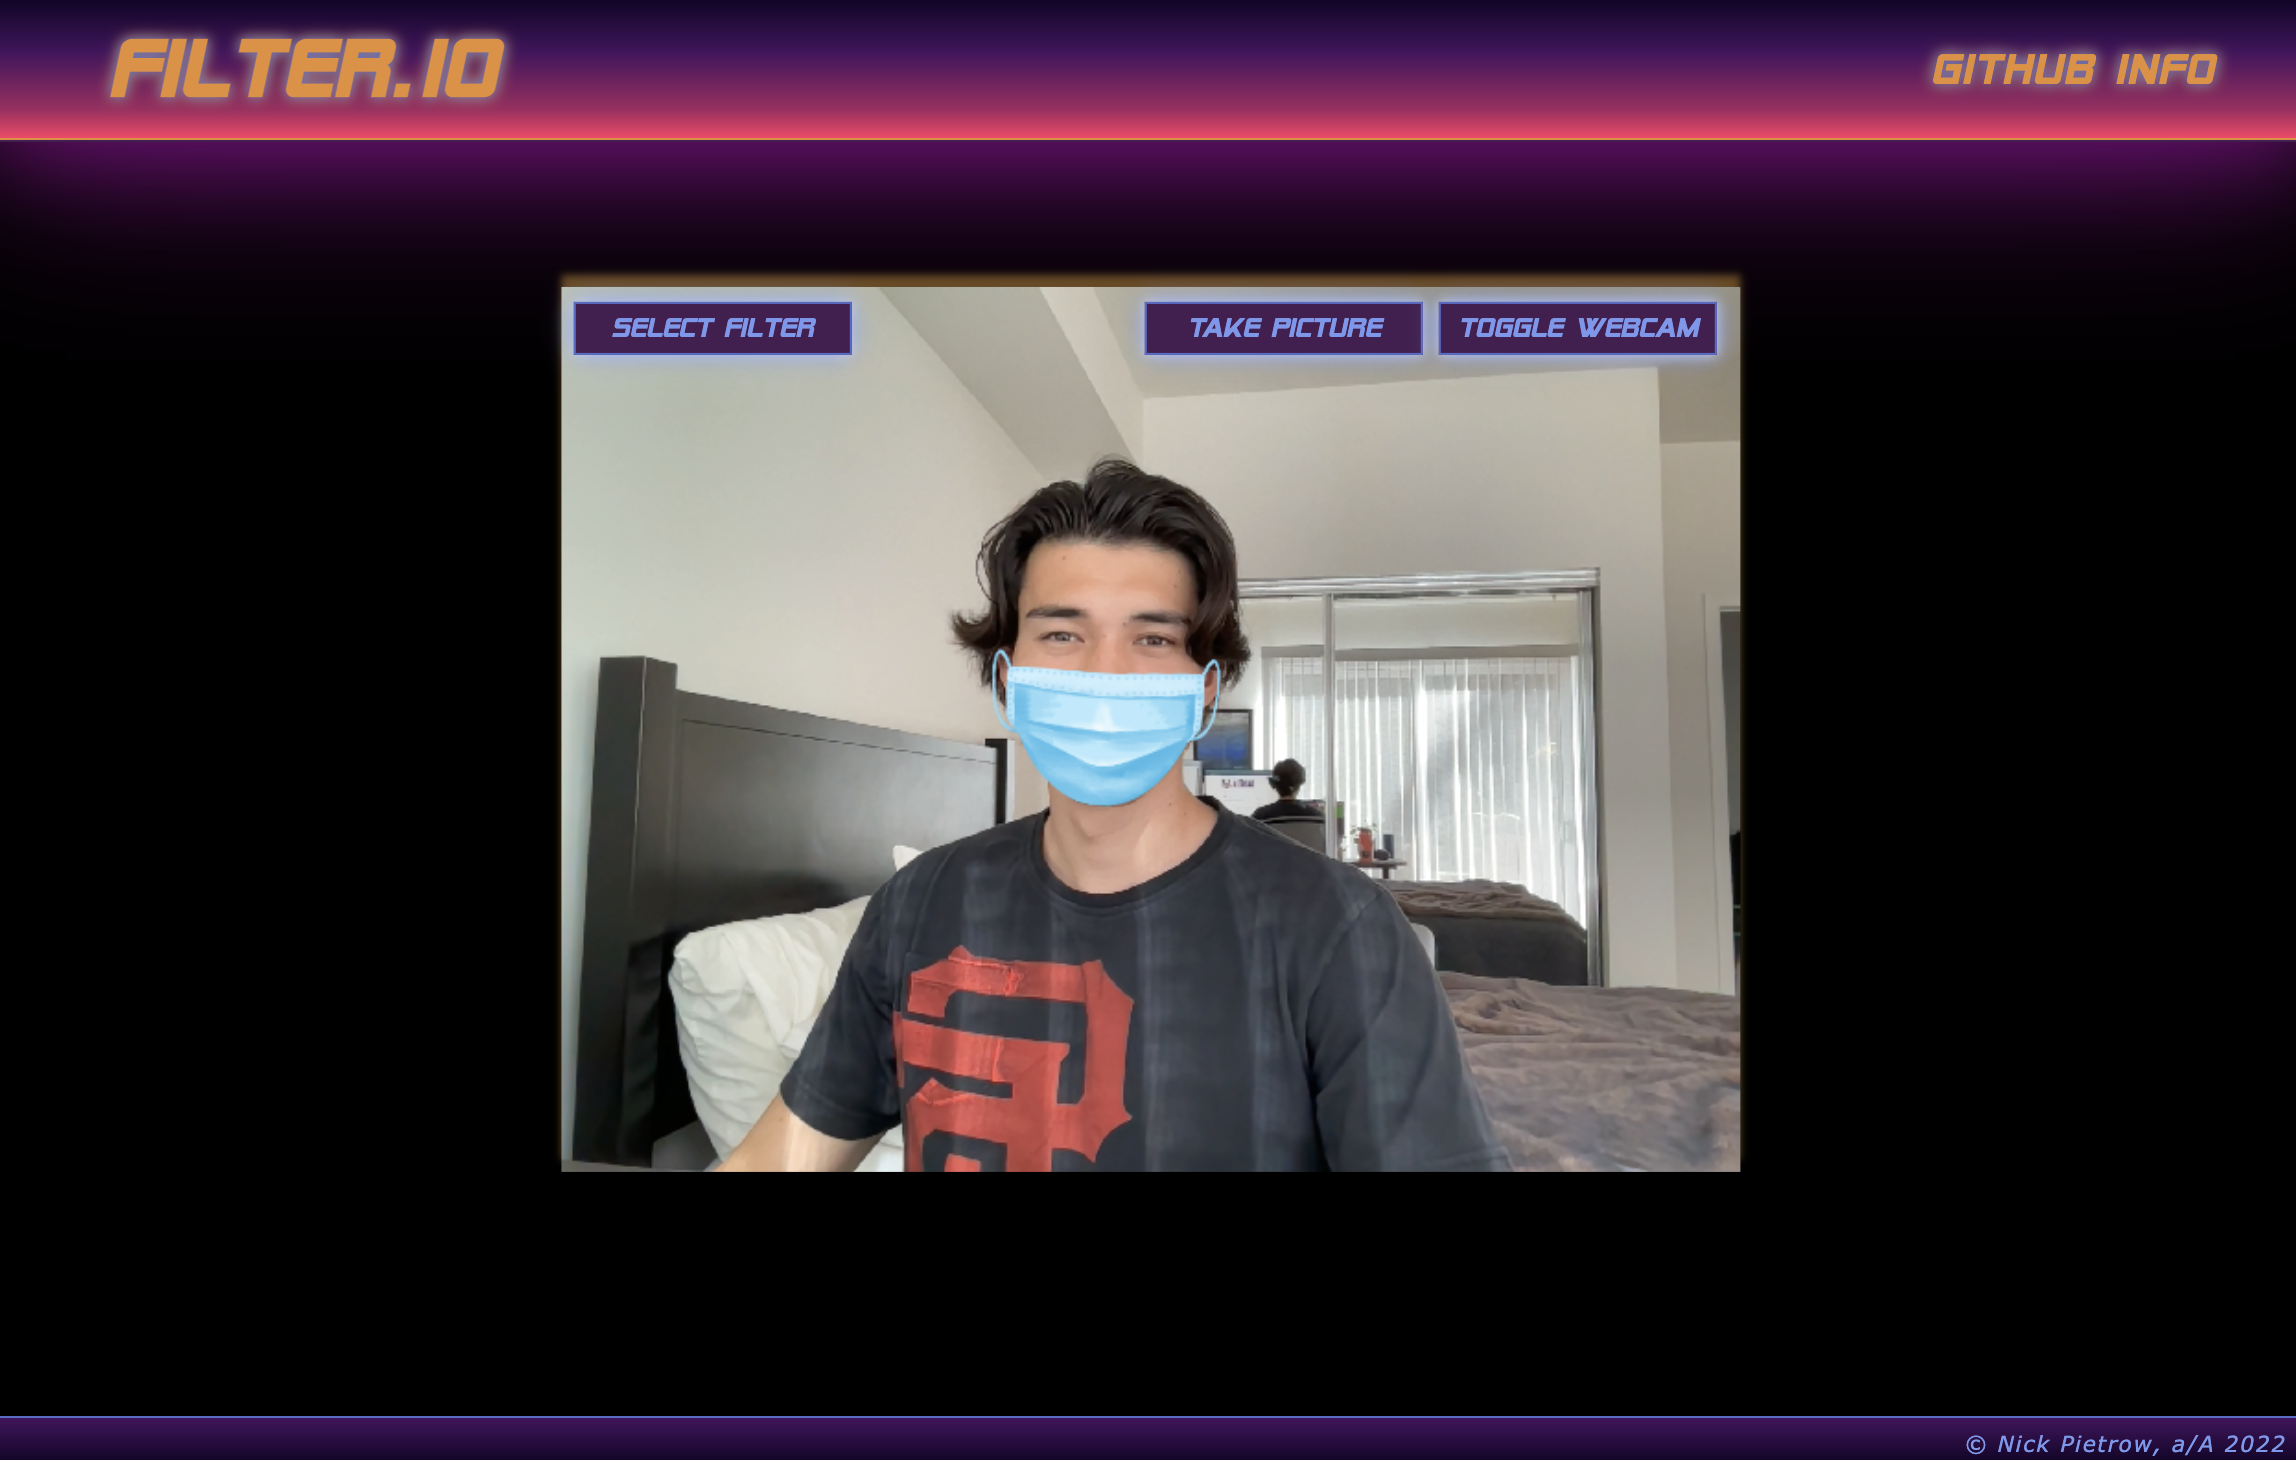 FILTER.IO
GITHUB INFO
SELECT FILTER
TAKE PICTURE
TOGGLE WEBCAM
© Nick Pietrow, a/A 2022